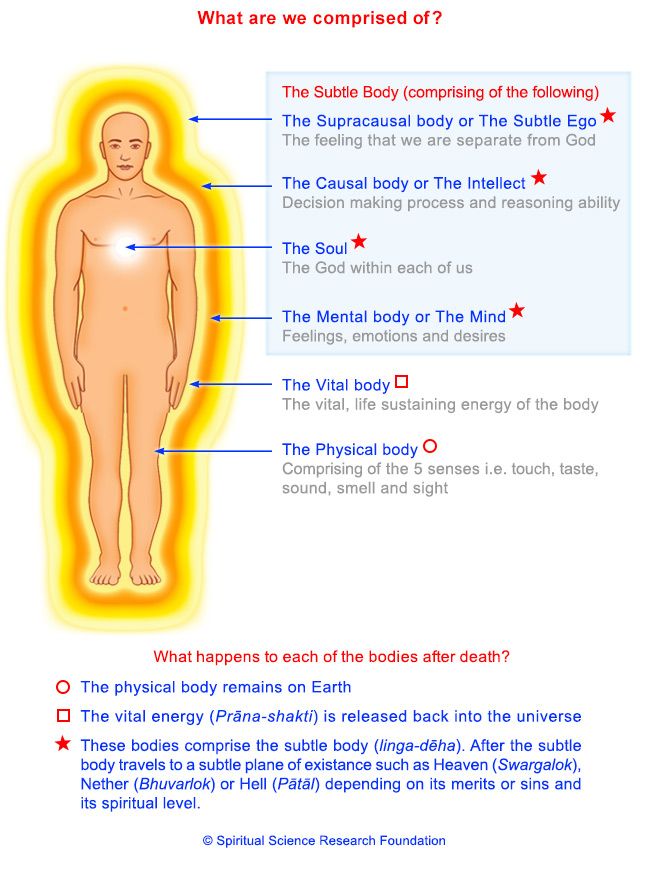 What are we comprised of?
The Subtle Body (comprising of the following)
The Supracausal body or The Subtle Ego
The feeling that we are separate from God
The Causal body or The Intellect
Decision making process and reasoning ability
The Soul
The God within each of us
The Mental body or The Mind
Feelings, emotions and desires
The Vital body
The vital, life sustaining energy of the body
The Physical body
Comprising of the 5 senses i.e. touch, taste,
sound, smell and sight
What happens to each of the bodies after death?
The physical body remains on Earth
The vital energy (Prāna-shakti) is released back into the universe
These bodies comprise the subtle body (linga-dēha). After the subtle
body travels to a subtle plane of existance such as Heaven (Swargalok),
Nether (Bhuvarlok) or Hell (Pātāl) depending on its merits or sins and
its spiritual level.
© Spiritual Science Research Foundation